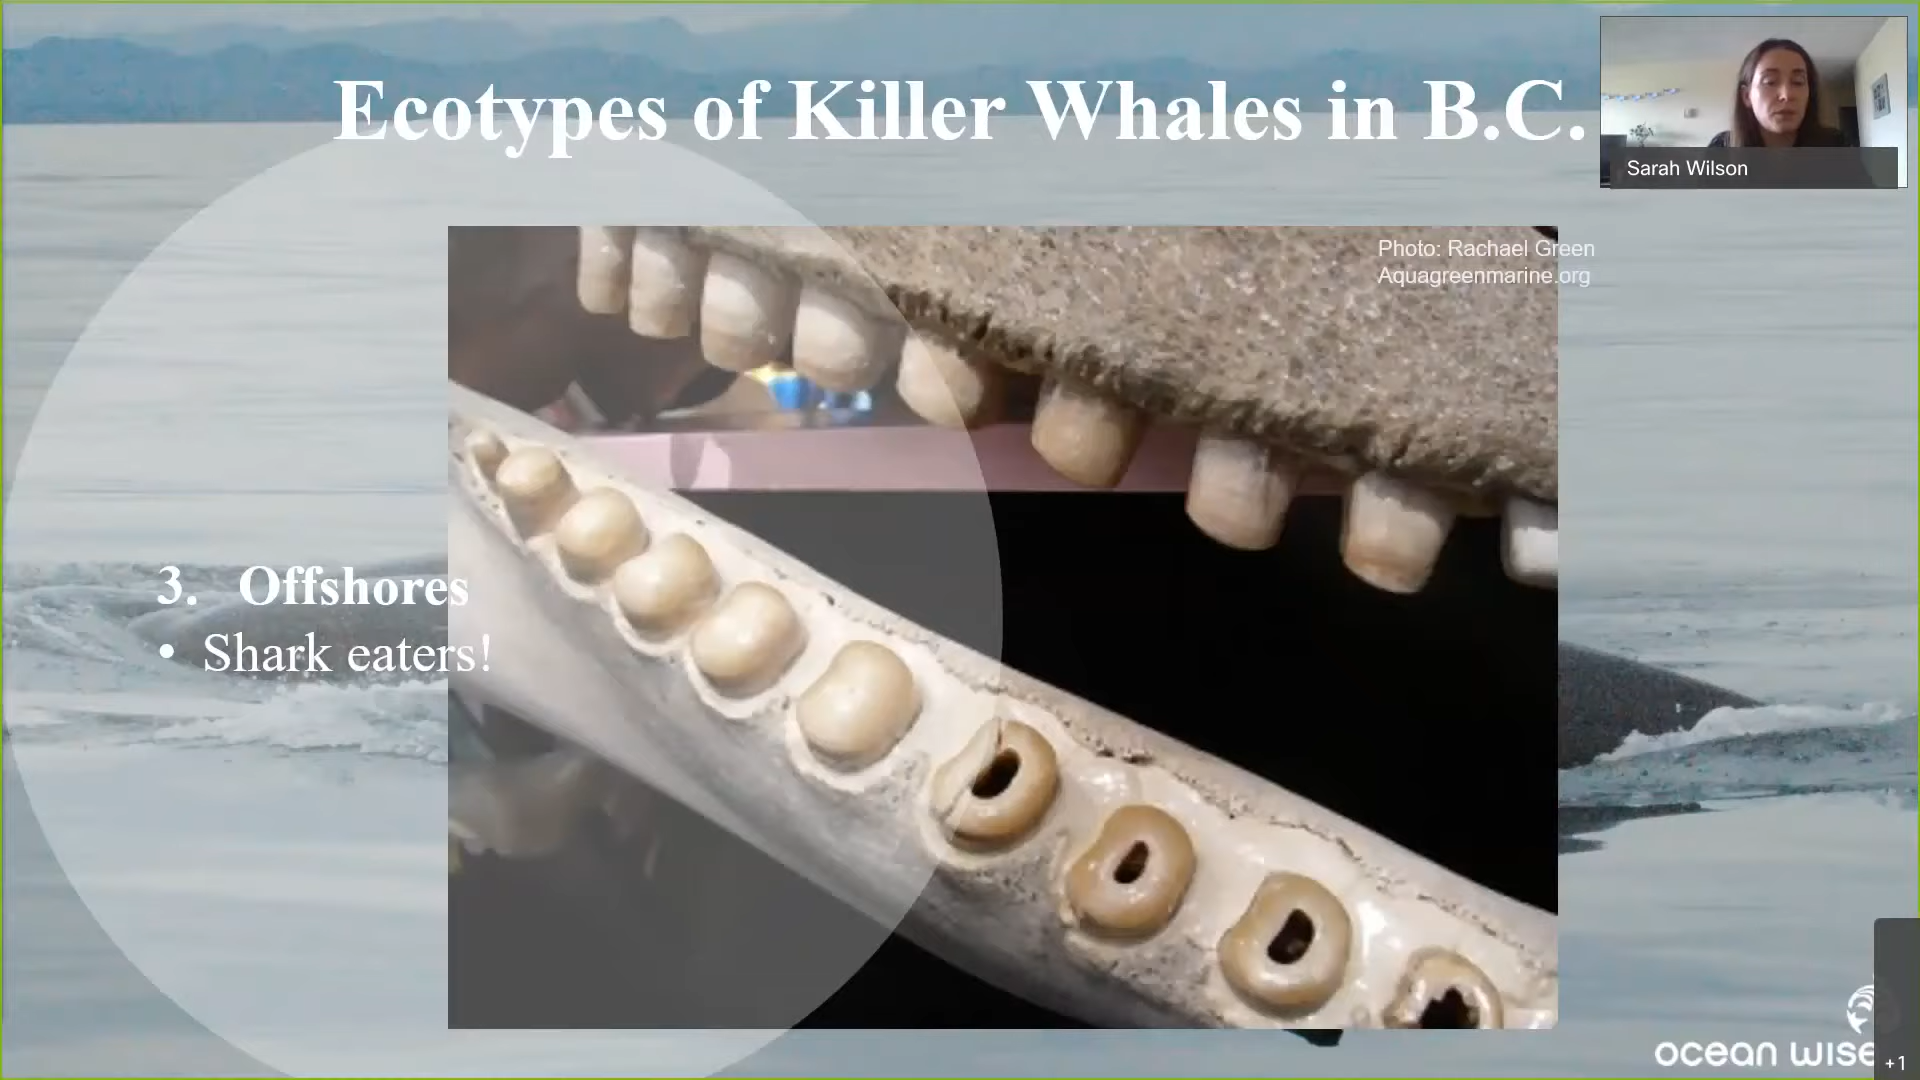 Ecotypes of Killer Whales in B.C.
Sarah Wilson
Photo: Rachael Green
Aquagreenmarine.org
3. Offshores
• Shark eaters!
ocean wise
+1